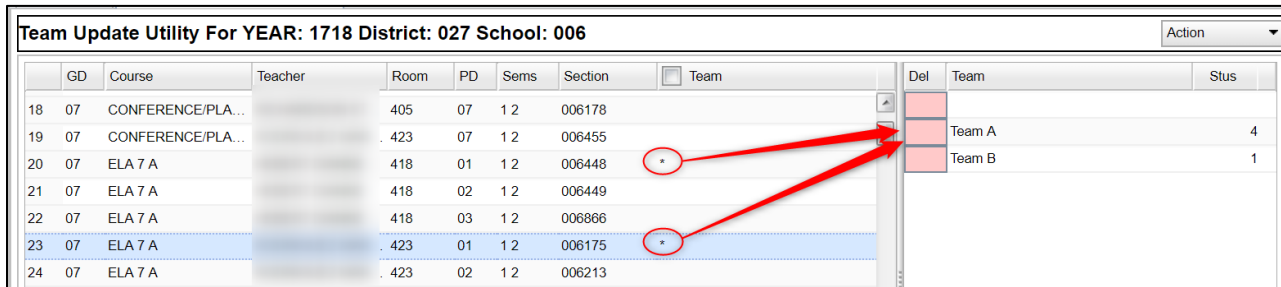 Team Update Utility For YEAR: 1718 District: 027 School: 006 Action
GD Course Teacher Room PD Sems Section Team Del Team Stus
18 07 CONFERENCE/PLA... 405 07 1 2 006178
19 07 CONFERENCE/PLA... 423 07 1 2 006455 Team A 4
20 07 ELA 7 A 418 01 1 2 006448 * Team B 1
21 07 ELA 7 A 418 02 1 2 006449
22 07 ELA 7 A 418 03 1 2 006866
23 07 ELA 7 A . 423 01 1 2 006175 *
24 07 ELA 7 A . 423 02 1 2 006213